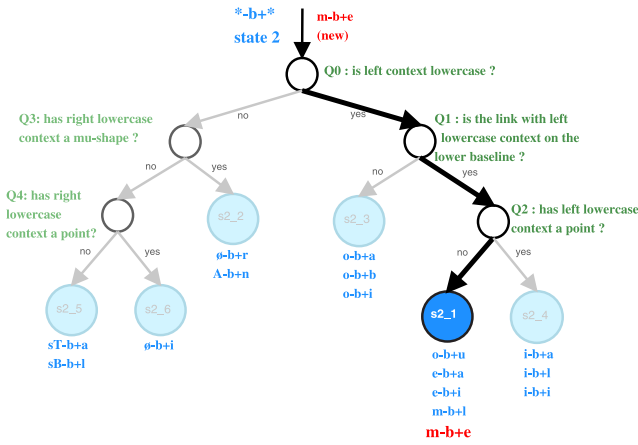 *-b+*
state 2
m-b+e
(new)
Q0 : is left context lowercase ?
no
yes
Q3: has right lowercase
context a mu-shape ?
Q1 : is the link with left
lowercase context on the
lower baseline ?
no
yes
no
yes
Q4: has right
lowercase
context a point?
s2_2
ø-b+r
A-b+n
s2_3
o-b+a
o-b+b
o-b+i
Q2 : has left lowercase
context a point ?
no
yes
no
yes
s2_5
sT-b+a
sB-b+l
s2_6
ø-b+i
s2_1
o-b+u
e-b+a
e-b+i
m-b+l
m-b+e
s2_4
i-b+a
i-b+l
i-b+i